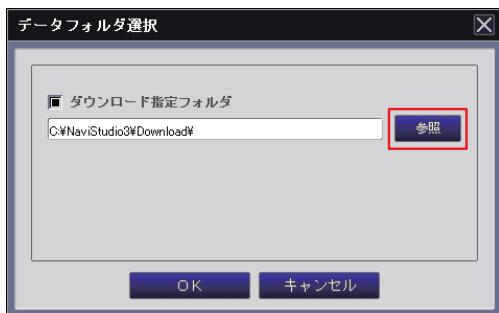 データフォルダ選択
ダウンロード指定フォルダ
C:¥NaviStudio3¥Download¥
参照
OK
キャンセル